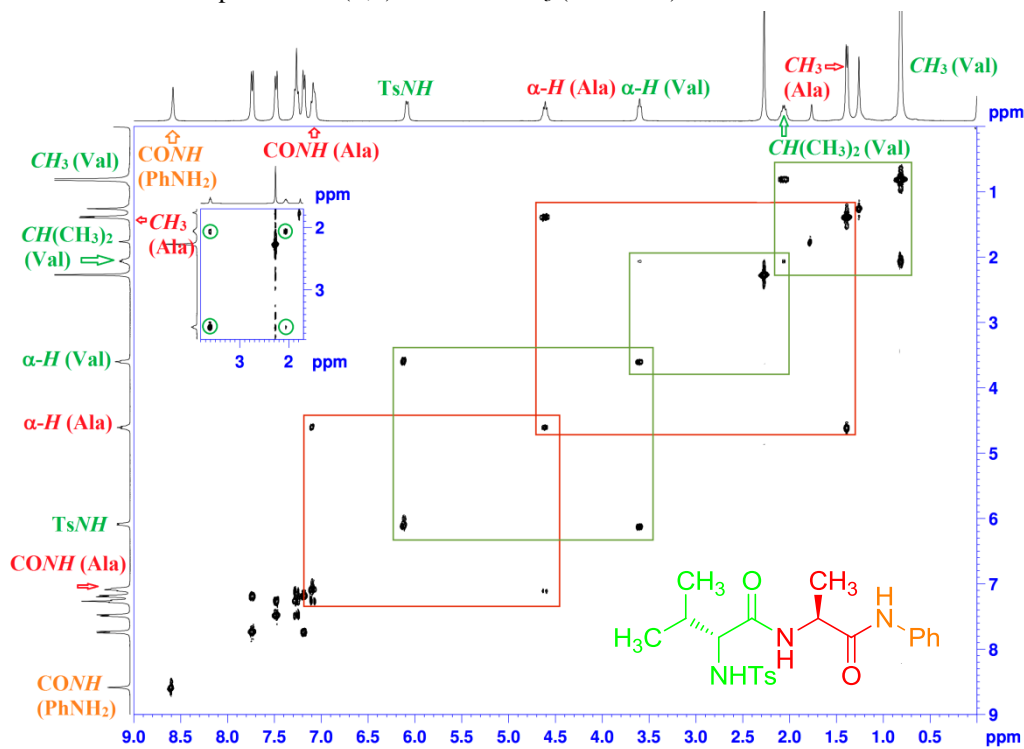 TsNH
α-H (Ala) α-H (Val)
CH3 ⇨
(Ala)
CH3 (Val)
ppm
CONH
(PhNH2)
CONH (Ala)
CH(CH3)2 (Val)
CH3 (Val)
CH3
(Ala)
CH(CH3)2
(Val)
α-H (Val)
α-H (Ala)
TsNH
CONH (Ala)
CONH
(PhNH2)
ppm
2
3
3 2 ppm
1
2
3
4
5
6
7
8
9
CH3
H3C
O
N
H
NHTs
CH3
O
H
N
Ph
9.0 8.5 8.0 7.5 7.0 6.5 6.0 5.5 5.0 4.5 4.0 3.5 3.0 2.5 2.0 1.5 1.0 0.5 ppm